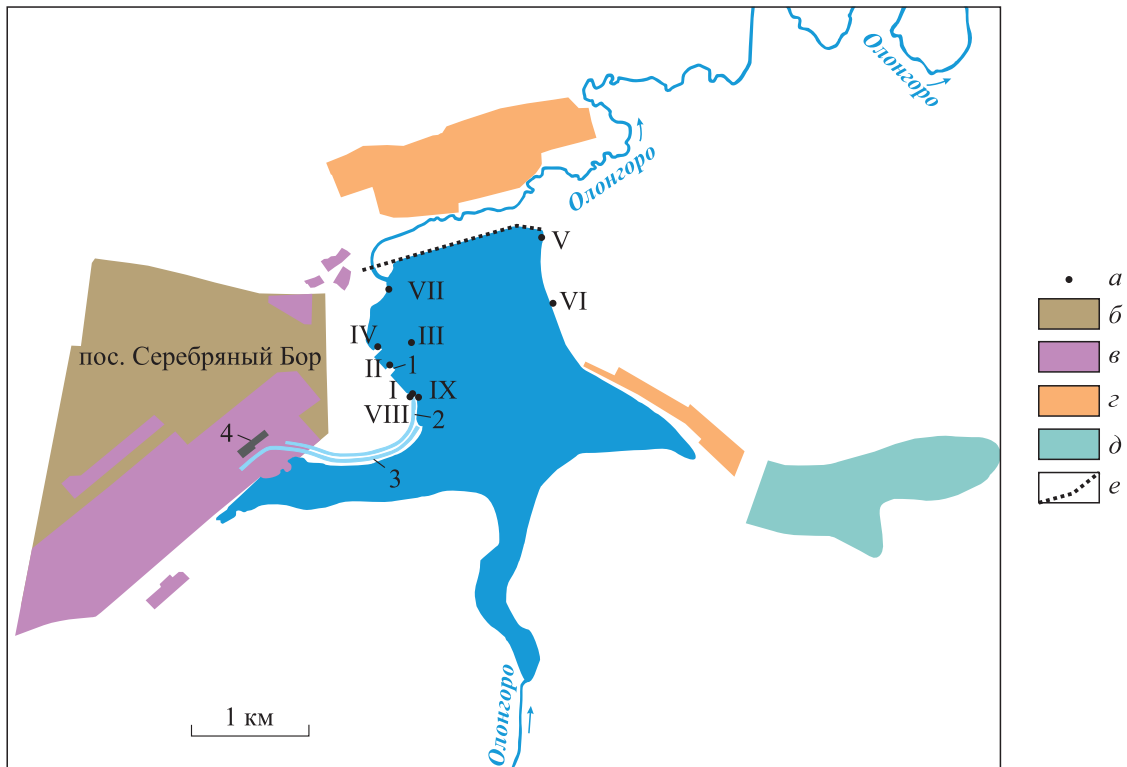 Олонгоро
Олонгоро
V
VII
VI
а
б
IV
III
пос. Серебряный Бор
II
1
в
I
IX
VIII
2
г
4
3
д
е
1 км
Олонгоро